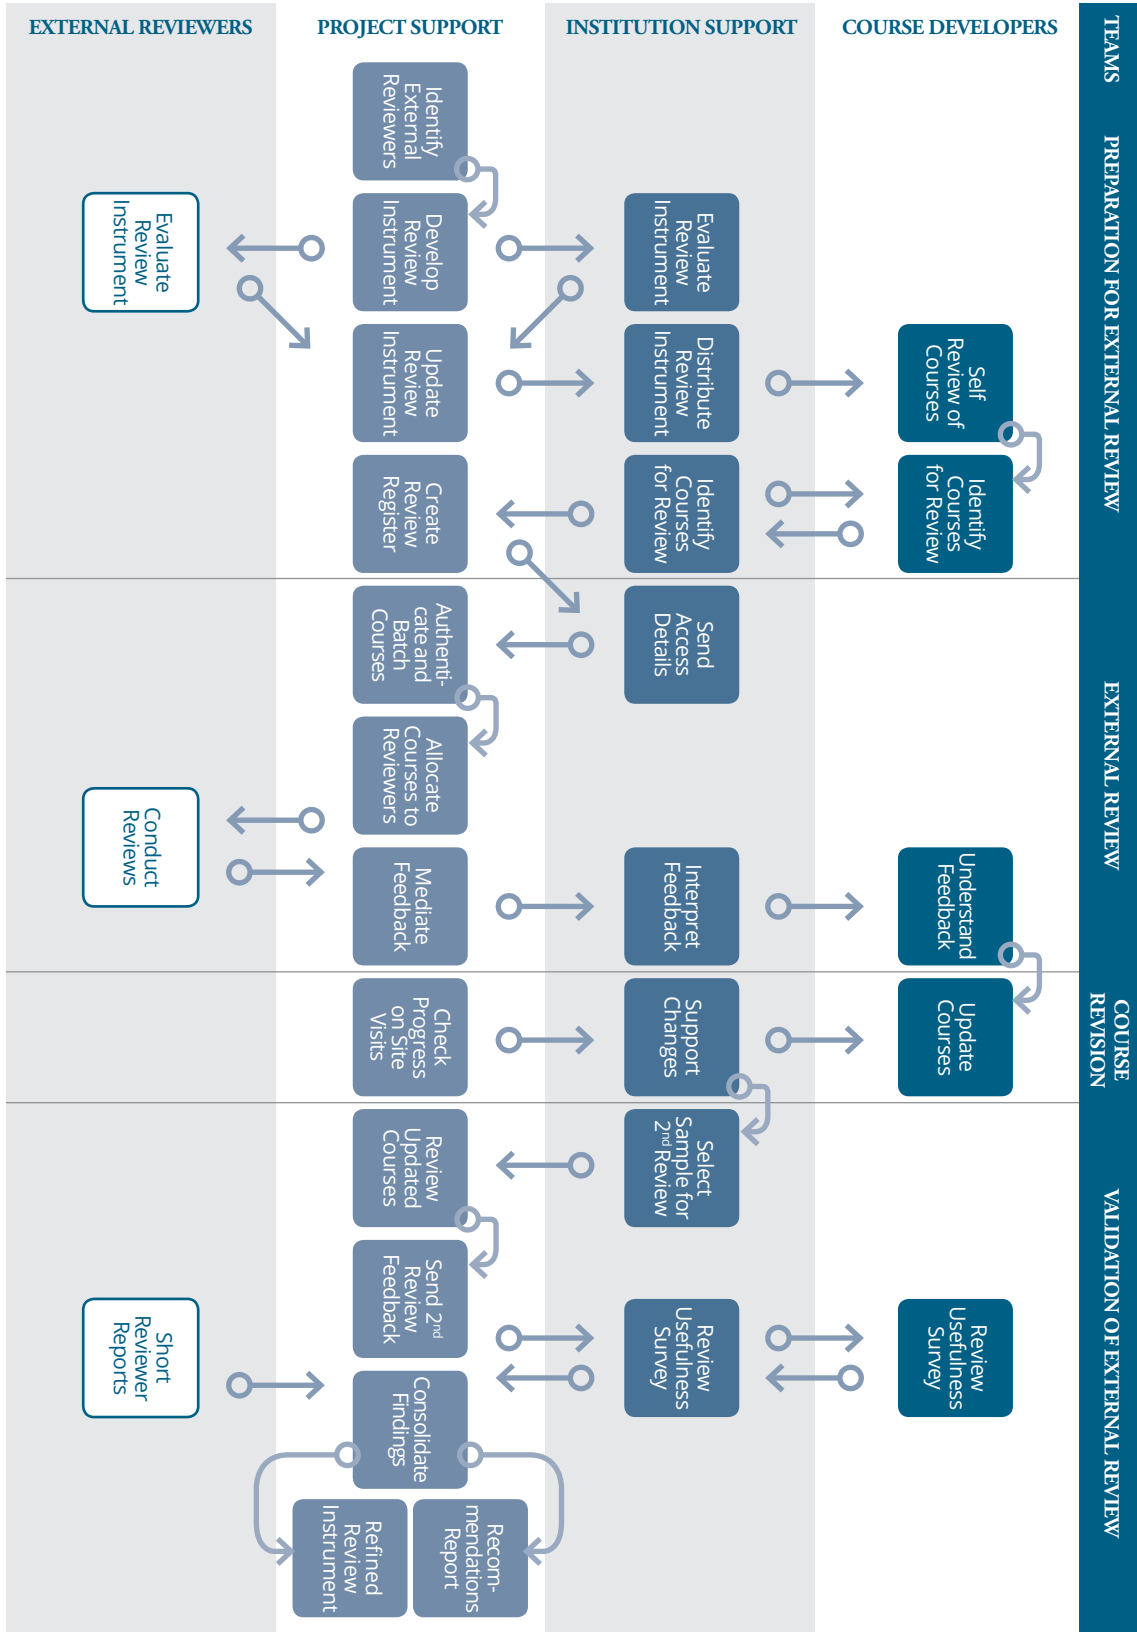 TEAMS
PREPARATION FOR EXTERNAL REVIEW
EXTERNAL REVIEW
COURSE
REVISION
VALIDATION OF EXTERNAL REVIEW
COURSE DEVELOPERS
Self
Review of
Courses
Identify
Courses
for Review
Understand
Feedback
Update
Courses
Review
Usefulness
Survey
INSTITUTION SUPPORT
Evaluate
Review
Instrument
Distribute
Review
Instrument
Identify
Courses
for Review
Send
Access
Details
Interpret
Feedback
Support
Changes
Select
Sample for
2nd Review
Review
Usefulness
Survey
PROJECT SUPPORT
Identify
External
Reviewers
Develop
Review
Instrument
Update
Review
Instrument
Create
Review
Register
Authenti-
cate and
Batch
Courses
Allocate
Courses to
Reviewers
Mediate
Feedback
Check
Progress
on Site
Visits
Review
Updated
Courses
Send 2nd
Review
Feedback
Consolidate
Findings
Recom-
mendations
Report
Refined
Review
Instrument
EXTERNAL REVIEWERS
Evaluate
Review
Instrument
Conduct
Reviews
Short
Reviewer
Reports